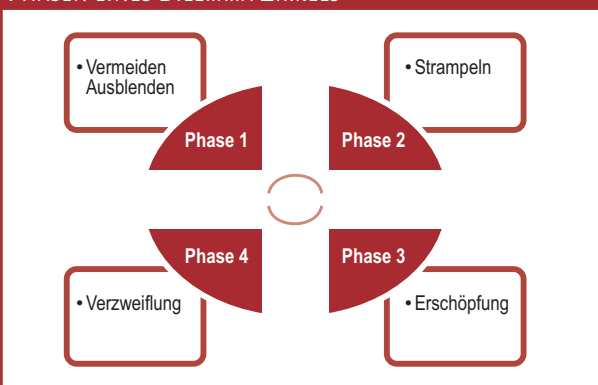 • Vermeiden
Ausblenden
Phase 1
• Strampeln
Phase 2
Phase 4
• Verzweiflung
Phase 3
• Erschöpfung